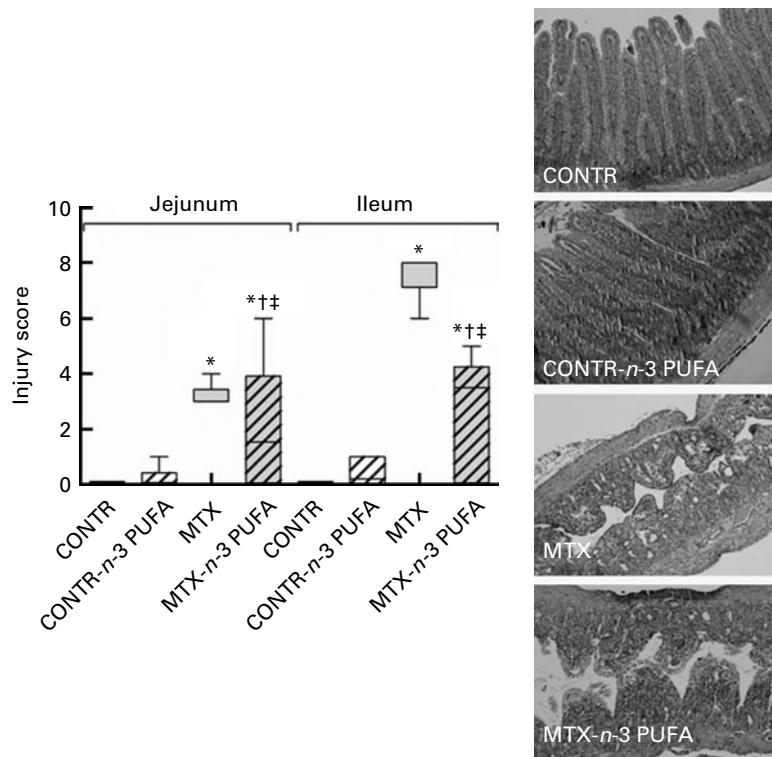 Jejunum
Ileum
Injury score
10
8
6
4
2
0
*
*†‡
*
*†‡
CONTR
CONTR-n-3 PUFA
MTX
MTX-n-3 PUFA
CONTR
CONTR-n-3 PUFA
MTX
MTX-n-3 PUFA
CONTR
CONTR-n-3 PUFA
MTX
MTX-n-3 PUFA